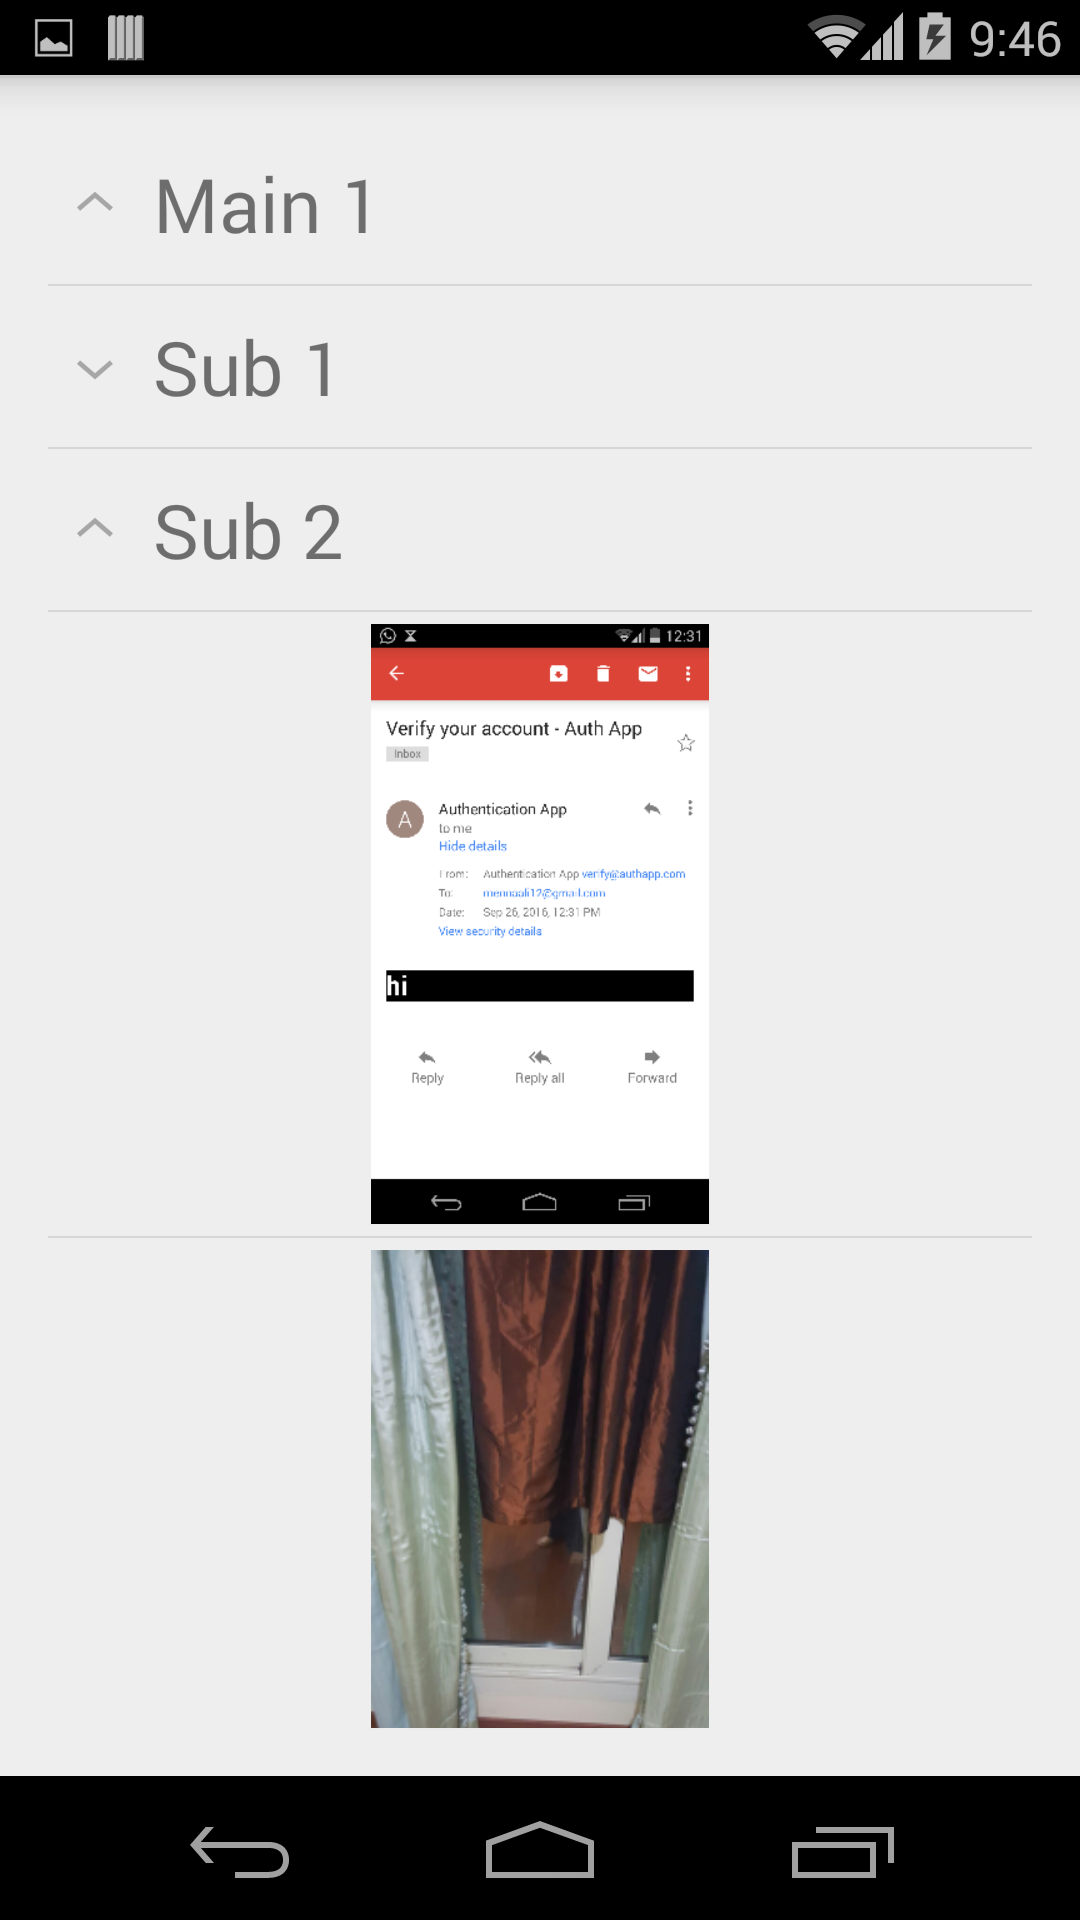 9:46
Main 1
Sub 1
Sub 2
12:31
Verify your account - Auth App
Inbox
A
Authentication App
to me
Hide details
From: Authentication App verify@authapp.com
To: mennaali12@gmail.com
Date: Sep 26, 2016, 12:31 PM
View security details
hi
Reply Reply all Forward